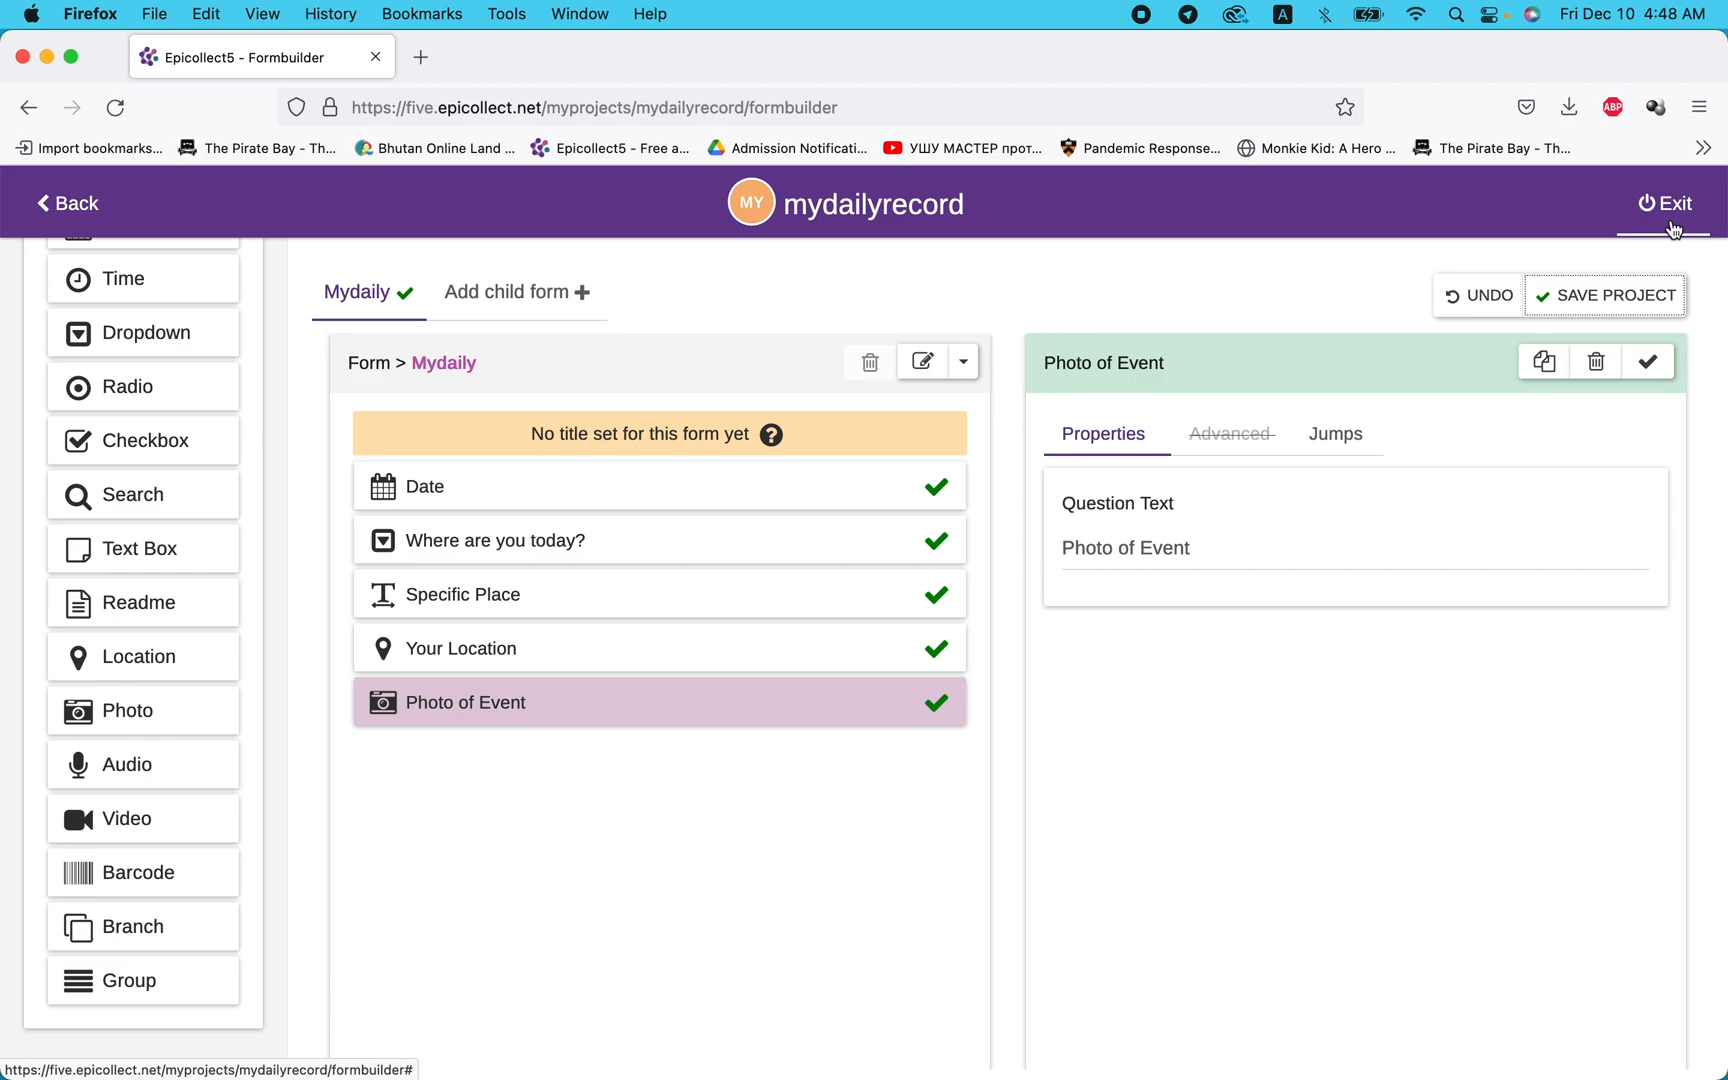 Firefox File Edit View History Bookmarks Tools Window Help A Fri Dec 10 4:48 AM
Epicollect5 - Formbuilder
https://five.epicollect.net/myprojects/mydailyrecord/formbuilder ABP
Import bookmarks... The Pirate Bay - Th... Bhutan Online Land ... Epicollect5 - Free a... Admission Notificati... УШУ МАСТЕР прот... Pandemic Response... Monkie Kid: A Hero ... The Pirate Bay - Th...
Back MY mydailyrecord Exit
Mydaily Add child form UNDO SAVE PROJECT
Time
Dropdown
Radio
Checkbox
Search
Text Box
Readme
Location
Photo
Audio
Video
Barcode
Branch
Group
Form > Mydaily
No title set for this form yet ?
Date
Where are you today?
Specific Place
Your Location
Photo of Event
Photo of Event
Properties Advanced Jumps
Question Text
Photo of Event
https://five.epicollect.net/myprojects/mydailyrecord/formbuilder#